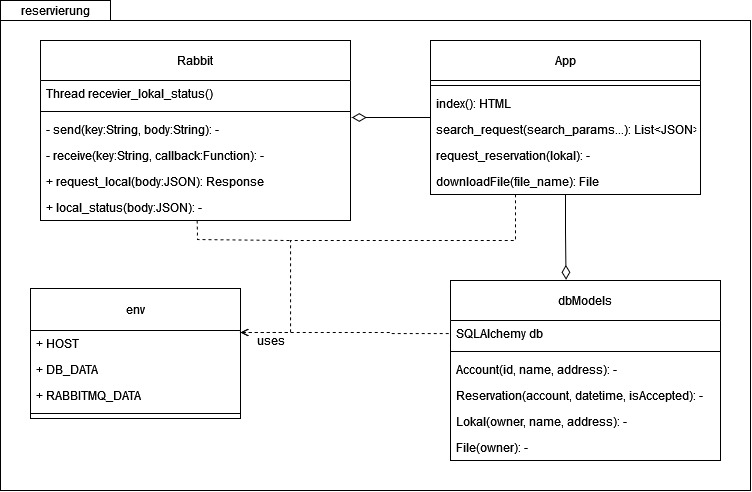 reservierung
Rabbit
Thread recevier_lokal_status()
- send(key:String, body:String): -
- receive(key:String, callback:Function): -
+ request_local(body:JSON): Response
+ local_status(body:JSON): -
App
index(): HTML
search_request(search_params...): List<JSON>
request_reservation(lokal): -
downloadFile(file_name): File
env
+ HOST
+ DB_DATA
+ RABBITMQ_DATA
uses
dbModels
SQLAlchemy db
Account(id, name, address): -
Reservation(account, datetime, isAccepted): -
Lokal(owner, name, address): -
File(owner): -